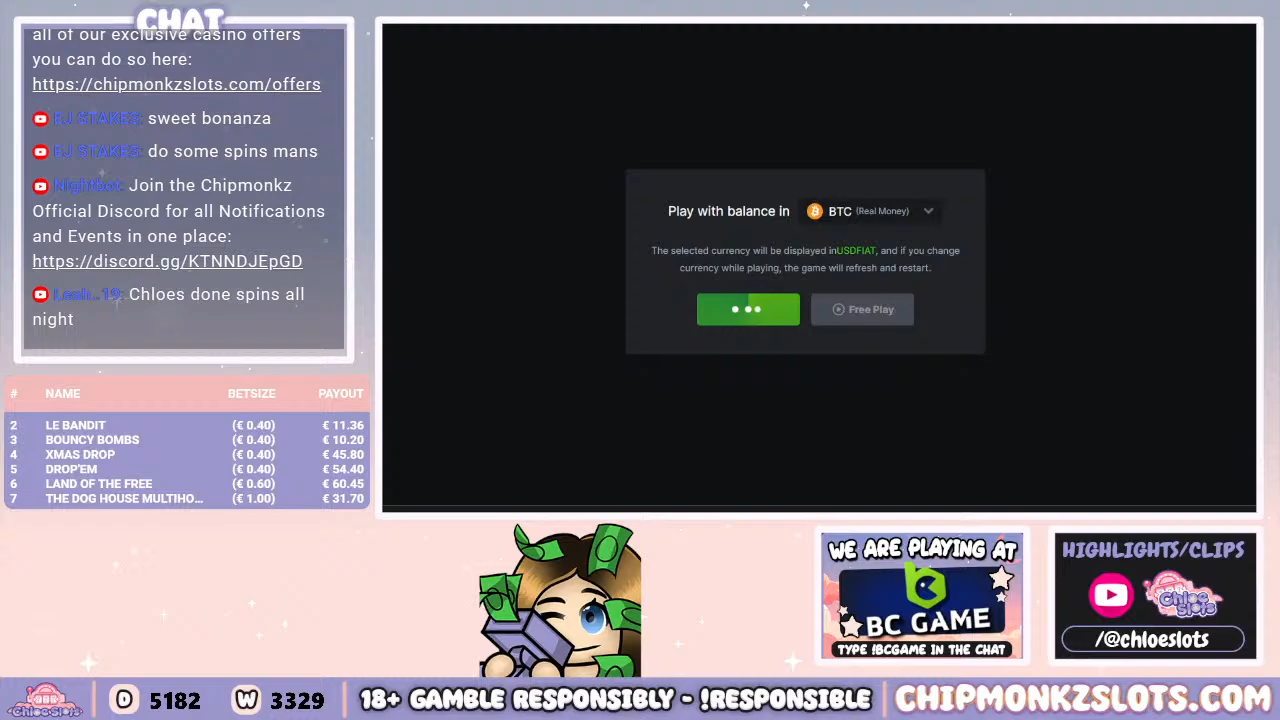 CHAT
all of our exclusive casino offers
you can do so here:
https://chipmonkzslots.com/offers
EJ STAKES: sweet bonanza
EJ STAKES: do some spins mans
Nightbot: Join the Chipmonkz
Official Discord for all Notifications
and Events in one place:
https://discord.gg/KTNNDJEpGD
Leah..19: Chloes done spins all
night
# NAME BETSIZE PAYOUT
2 LE BANDIT (€ 0.40) € 11.36
3 BOUNCY BOMBS (€ 0.40) € 10.20
4 XMAS DROP (€ 0.40) € 45.80
5 DROP'EM (€ 0.40) € 54.40
6 LAND OF THE FREE (€ 0.60) € 60.45
7 THE DOG HOUSE MULTIHO... (€ 1.00) € 31.70
Play with balance in BTC (Real Money)
The selected currency will be displayed inUSDFIAT, and if you change
currency while playing, the game will refresh and restart.
Free Play
WE ARE PLAYING AT
BC GAME
TYPE !BCGAME IN THE CHAT
HIGHLIGHTS/CLIPS
Chloe Slots
/@chloeslots
ChloeSlots
D 5182 W 3329
18+ GAMBLE RESPONSIBLY - !RESPONSIBLE
CHIPMONKZSLOTS.COM